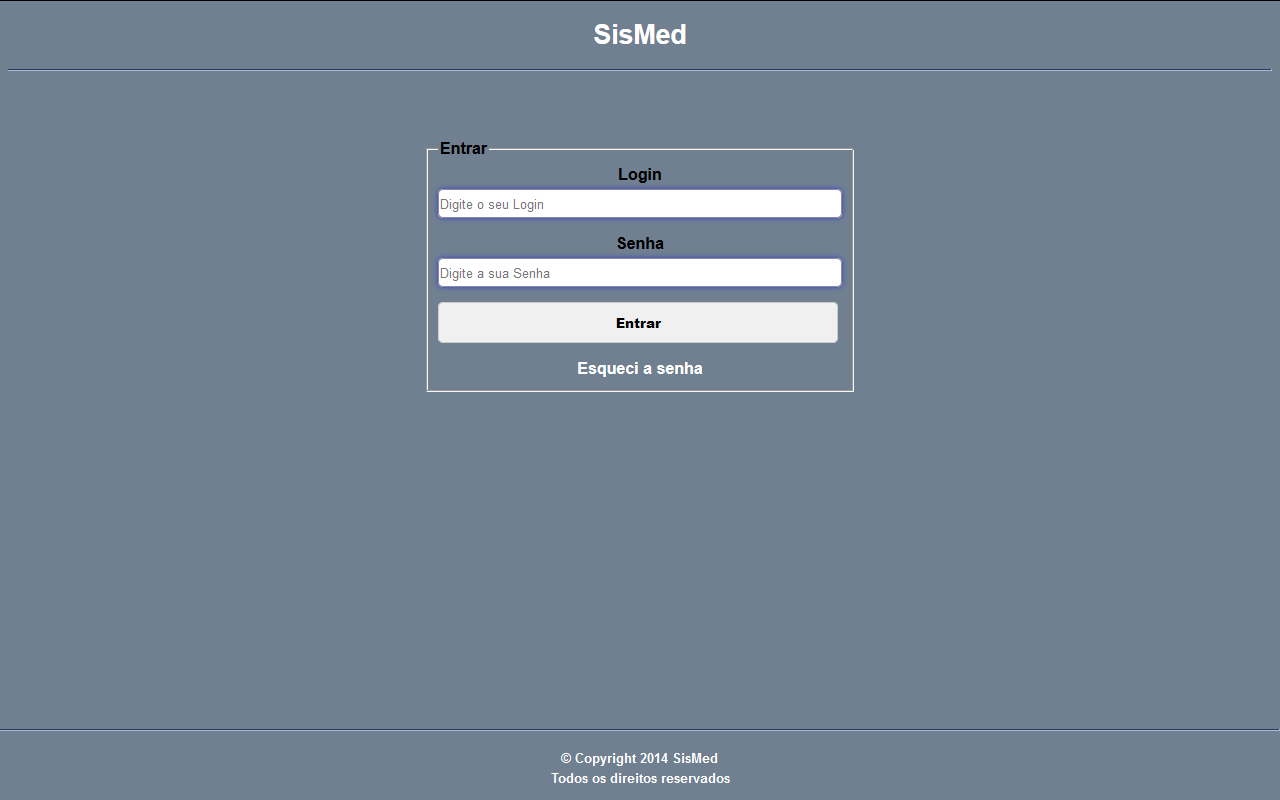 SisMed
Entrar
Login
Digite o seu Login
Senha
Digite a sua Senha
Entrar
Esqueci a senha
© Copyright 2014 SisMed
Todos os direitos reservados